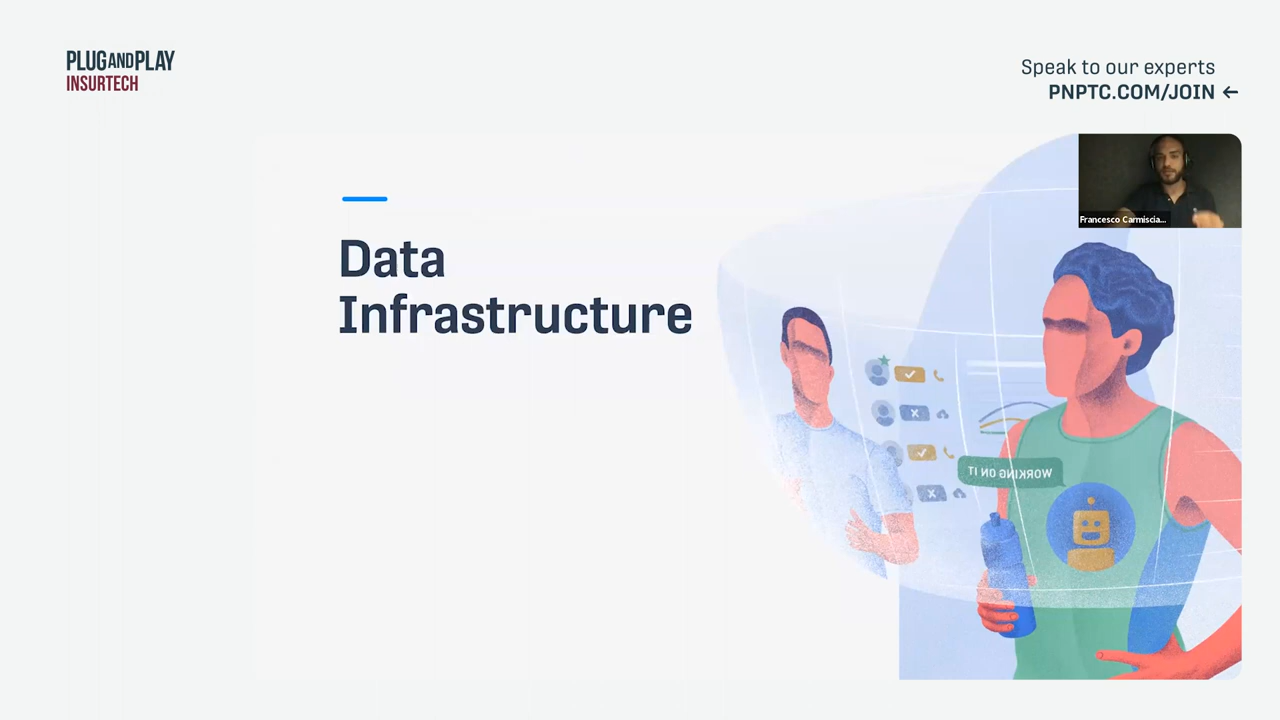 PLUGANDPLAY
INSURTECH
Speak to our experts
PNPTC.COM/JOIN ←
Francesco Carmiscia...
Data
Infrastructure
WORKING ON IT